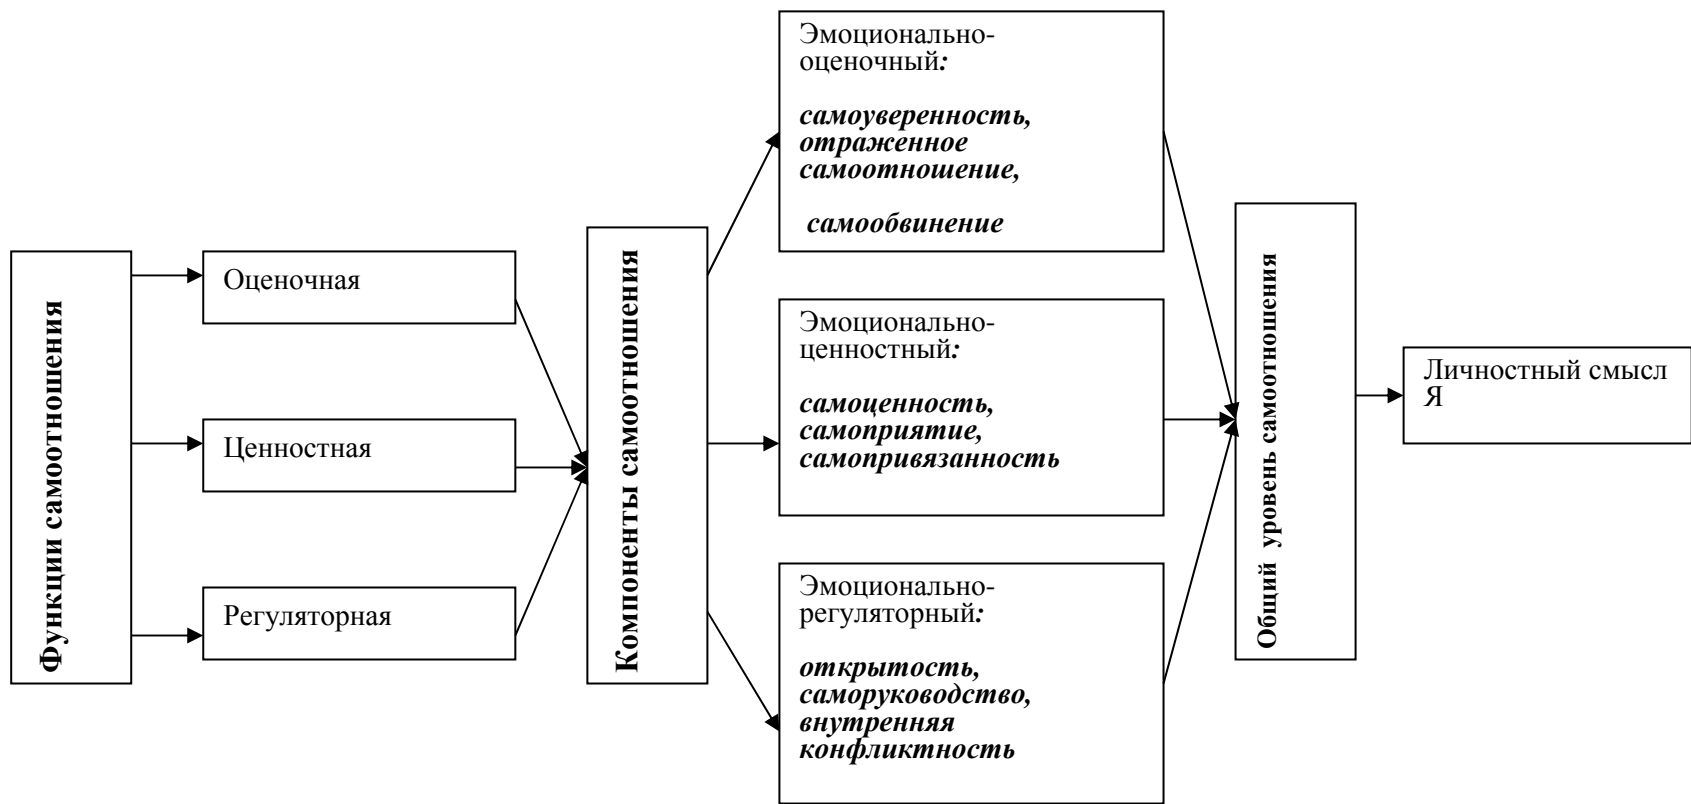 Функции самоотношения
Оценочная
Ценностная
Регуляторная
Компоненты самоотношения
Эмоционально-
оценочный:
самоуверенность,
отраженное
самоотношение,
самообвинение
Эмоционально-
ценностный:
самоценность,
самоприятие,
самопривязанность
Эмоционально-
регуляторный:
открытость,
саморуководство,
внутренняя
конфликтность
Общий уровень самоотношения
Личностный смысл
Я